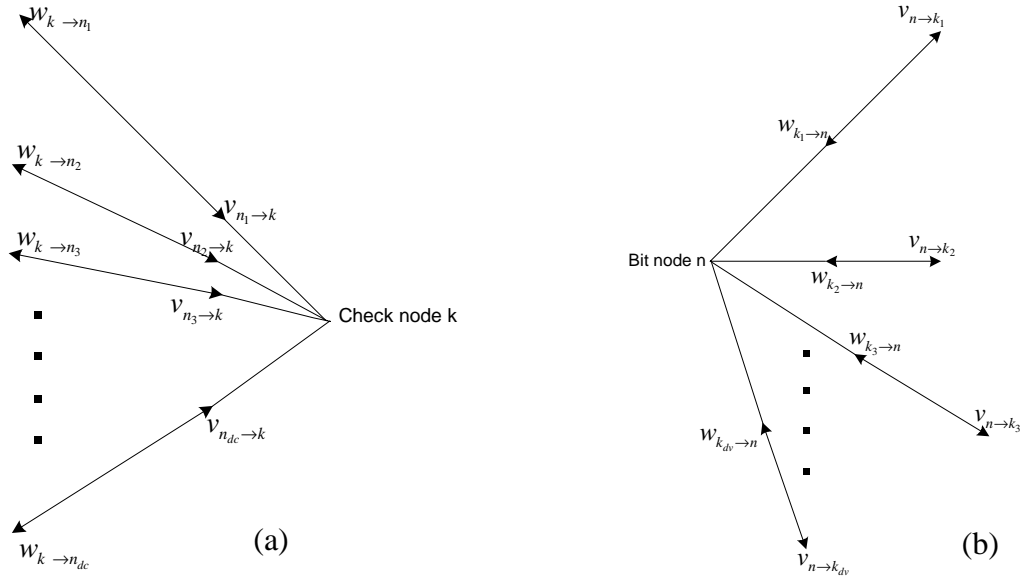 w_{k→n_1}
w_{k→n_2}
v_{n_1→k}
w_{k→n_3}
v_{n_2→k}
v_{n_3→k}
Check node k
v_{n_{dc}→k}
w_{k→n_{dc}}
(a)
v_{n→k_1}
w_{k_1→n}
Bit node n
v_{n→k_2}
w_{k_2→n}
w_{k_3→n}
v_{n→k_3}
w_{k_{dv}→n}
v_{n→k_{dv}}
(b)